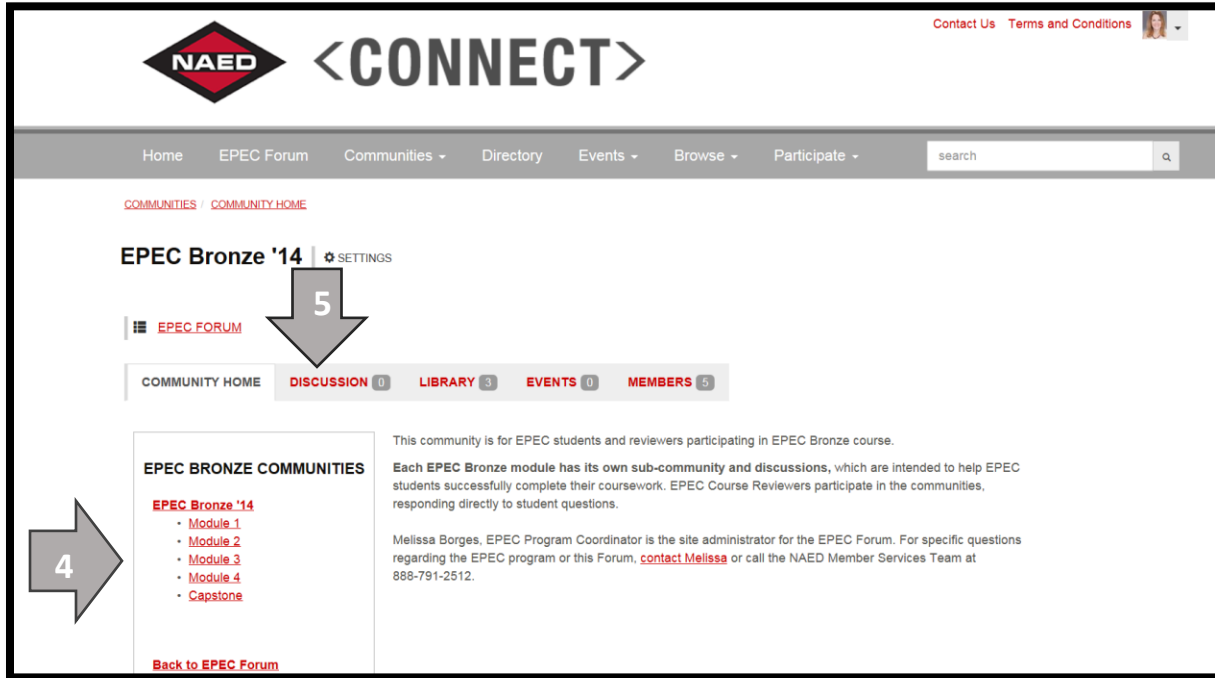 Contact Us Terms and Conditions
NAED <CONNECT>
Home EPEC Forum Communities Directory Events Browse Participate search
COMMUNITIES / COMMUNITY HOME
EPEC Bronze '14 SETTINGS
5
EPEC FORUM
COMMUNITY HOME DISCUSSION 0 LIBRARY 3 EVENTS 0 MEMBERS 5
This community is for EPEC students and reviewers participating in EPEC Bronze course.
EPEC BRONZE COMMUNITIES
Each EPEC Bronze module has its own sub-community and discussions, which are intended to help EPEC
students successfully complete their coursework. EPEC Course Reviewers participate in the communities,
responding directly to student questions.
EPEC Bronze '14
• Module 1
• Module 2
• Module 3
• Module 4
• Capstone
4
Melissa Borges, EPEC Program Coordinator is the site administrator for the EPEC Forum. For specific questions
regarding the EPEC program or this Forum, contact Melissa or call the NAED Member Services Team at
888-791-2512.
Back to EPEC Forum